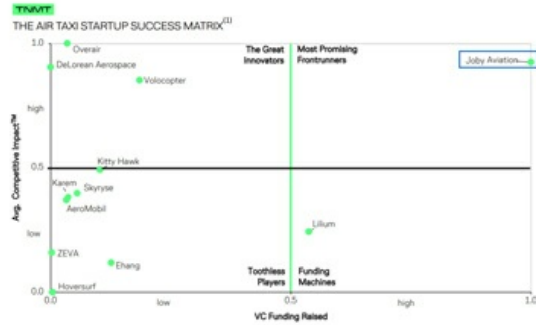 TNMT
THE AIR TAXI STARTUP SUCCESS MATRIX(1)
1.0
Overair
The Great Innovators
Most Promising Frontrunners
DeLorean Aerospace
Joby Aviation
Volocopter
high
Avg. Competitive Impact™
0.5
Kitty Hawk
Karem
Skyryse
AeroMobil
Lilium
low
ZEVA
Ehang
Toothless Players
Funding Machines
Hoversurf
0.0
0.0
low
0.5
high
1.0
VC Funding Raised